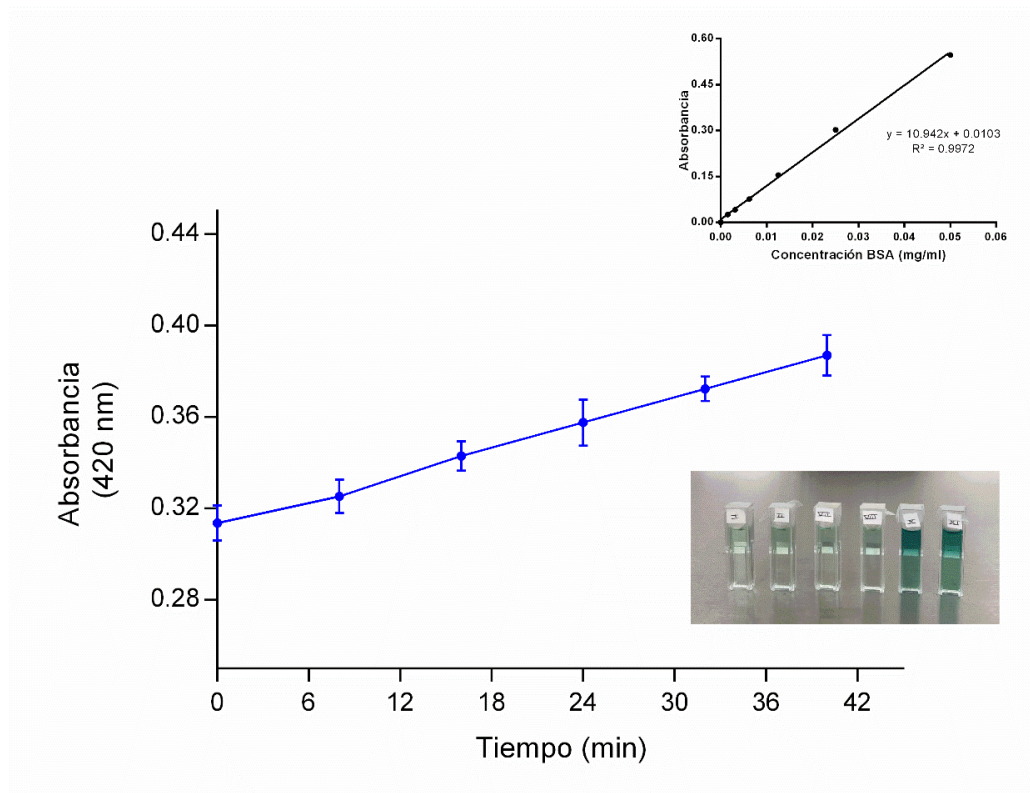 0.60
0.45
0.30
0.15
0.00
Absorbancia
y = 10.942x + 0.0103
R² = 0.9972
0.00 0.01 0.02 0.03 0.04 0.05 0.06
Concentración BSA (mg/ml)
0.44
0.40
0.36
0.32
0.28
Absorbancia
(420 nm)
0 6 12 18 24 30 36 42
Tiempo (min)